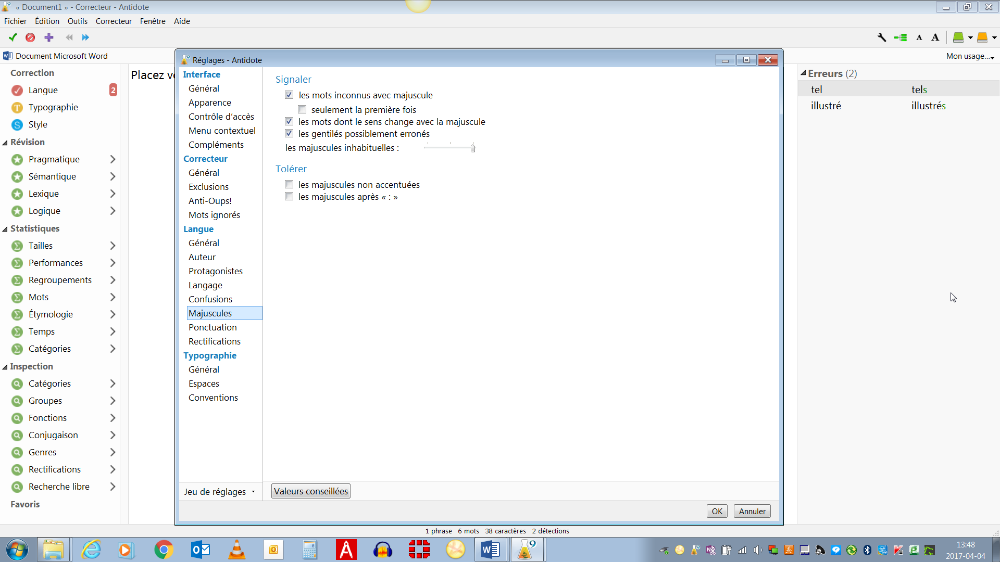 « Document1 » - Correcteur - Antidote
Fichier Édition Outils Correcteur Fenêtre Aide
A A
Document Microsoft Word
Mon usage...
Correction
Langue 2
Typographie
Style
Révision
Pragmatique
Sémantique
Lexique
Logique
Statistiques
Tailles
Performances
Regroupements
Mots
Étymologie
Temps
Catégories
Inspection
Catégories
Groupes
Fonctions
Conjugaison
Genres
Rectifications
Recherche libre
Favoris
Placez v
Réglages - Antidote
Interface
Général
Apparence
Contrôle d’accès
Menu contextuel
Compléments
Correcteur
Général
Exclusions
Anti-Oups!
Mots ignorés
Langue
Général
Auteur
Protagonistes
Langage
Confusions
Majuscules
Ponctuation
Rectifications
Typographie
Général
Espaces
Conventions
Jeu de réglages
Signaler
les mots inconnus avec majuscule
seulement la première fois
les mots dont le sens change avec la majuscule
les gentilés possiblement erronés
les majuscules inhabituelles :
Tolérer
les majuscules non accentuées
les majuscules après « : »
Valeurs conseillées
OK Annuler
Erreurs (2)
tel tels
illustré illustrés
1 phrase 6 mots 38 caractères 2 détections
13:48
2017-04-04